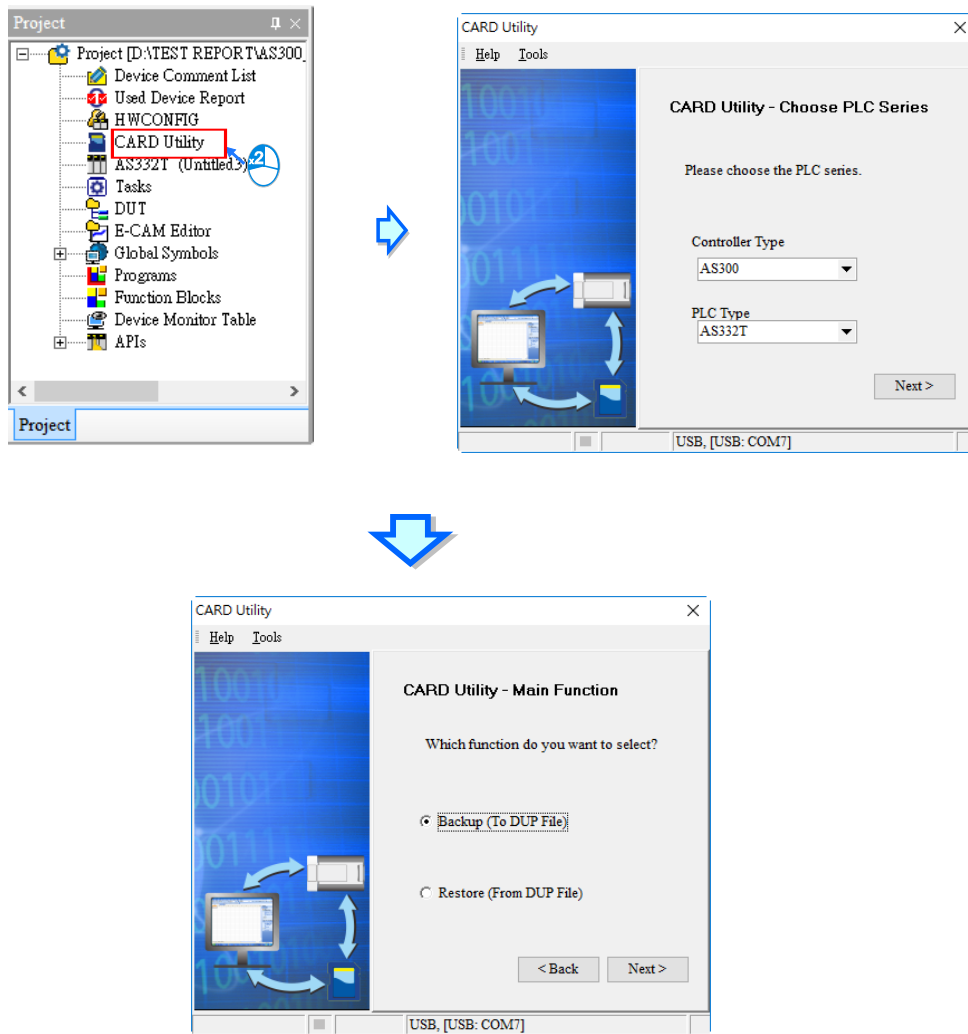 Project
Project [D:\TEST REPORT\AS300_
Device Comment List
Used Device Report
HWCONFIG
CARD Utility
AS332T (Untitled3)
x2
Tasks
DUT
E-CAM Editor
Global Symbols
Programs
Function Blocks
Device Monitor Table
APIs
Project
CARD Utility
Help Tools
CARD Utility - Choose PLC Series
Please choose the PLC series.
Controller Type
AS300
PLC Type
AS332T
Next >
USB, [USB: COM7]
CARD Utility
Help Tools
CARD Utility - Main Function
Which function do you want to select?
Backup (To DUP File)
Restore (From DUP File)
< Back Next >
USB, [USB: COM7]